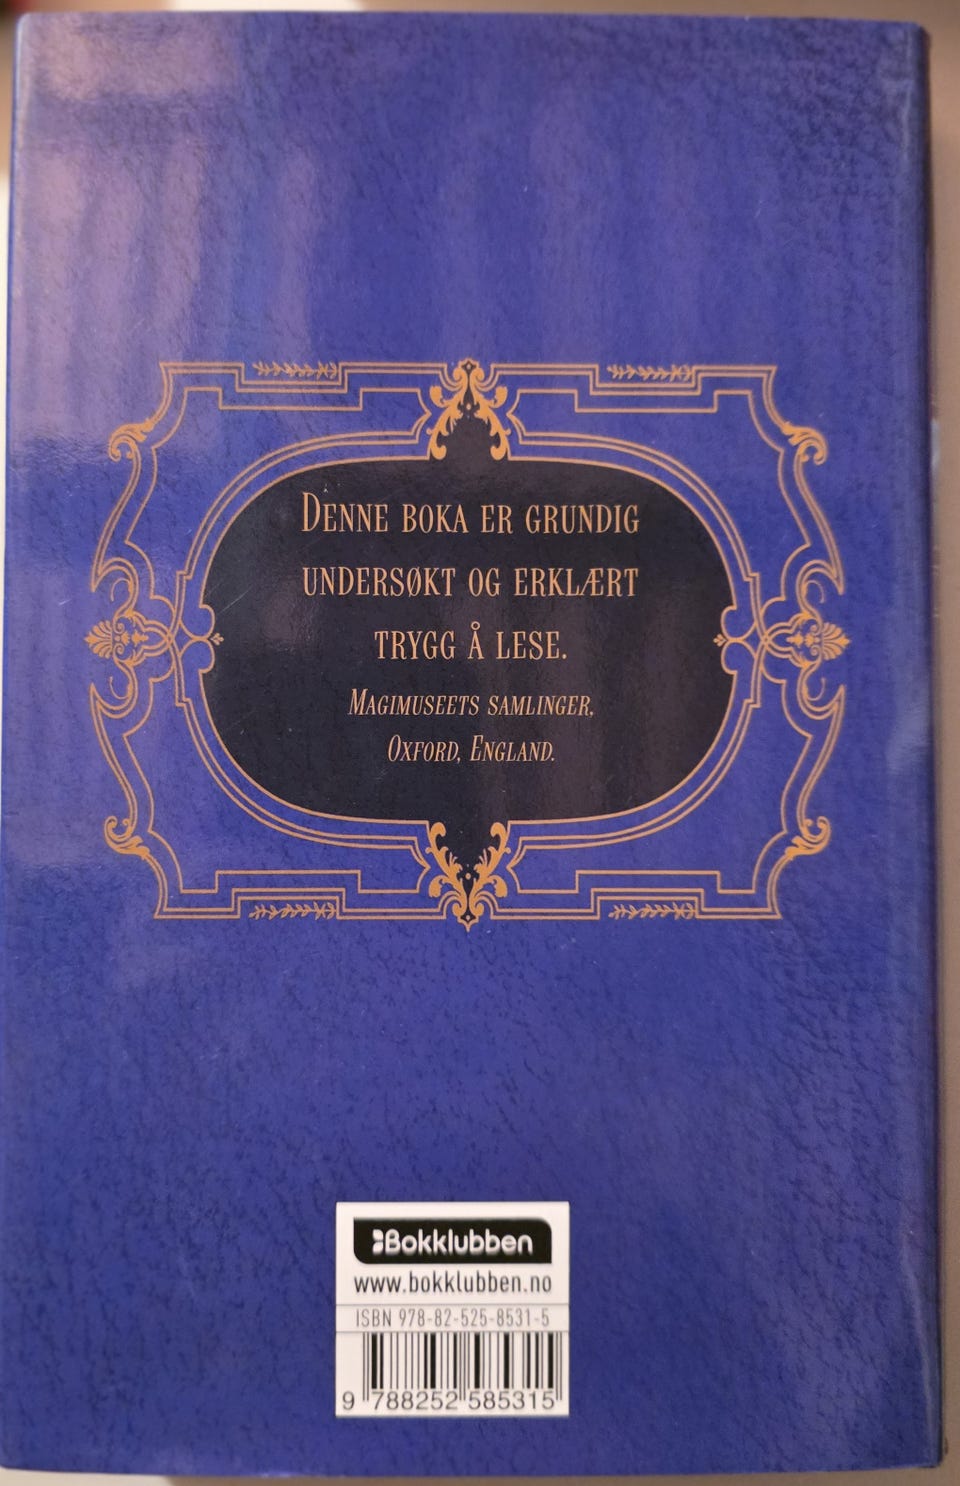 DENNE BOKA ER GRUNDIG
UNDERSØKT OG ERKLÆRT
TRYGG Å LESE.
MAGIMUSEETS SAMLINGER,
OXFORD, ENGLAND.
Bokklubben
www.bokklubben.no
ISBN 978-82-525-8531-5
9 788252 585315